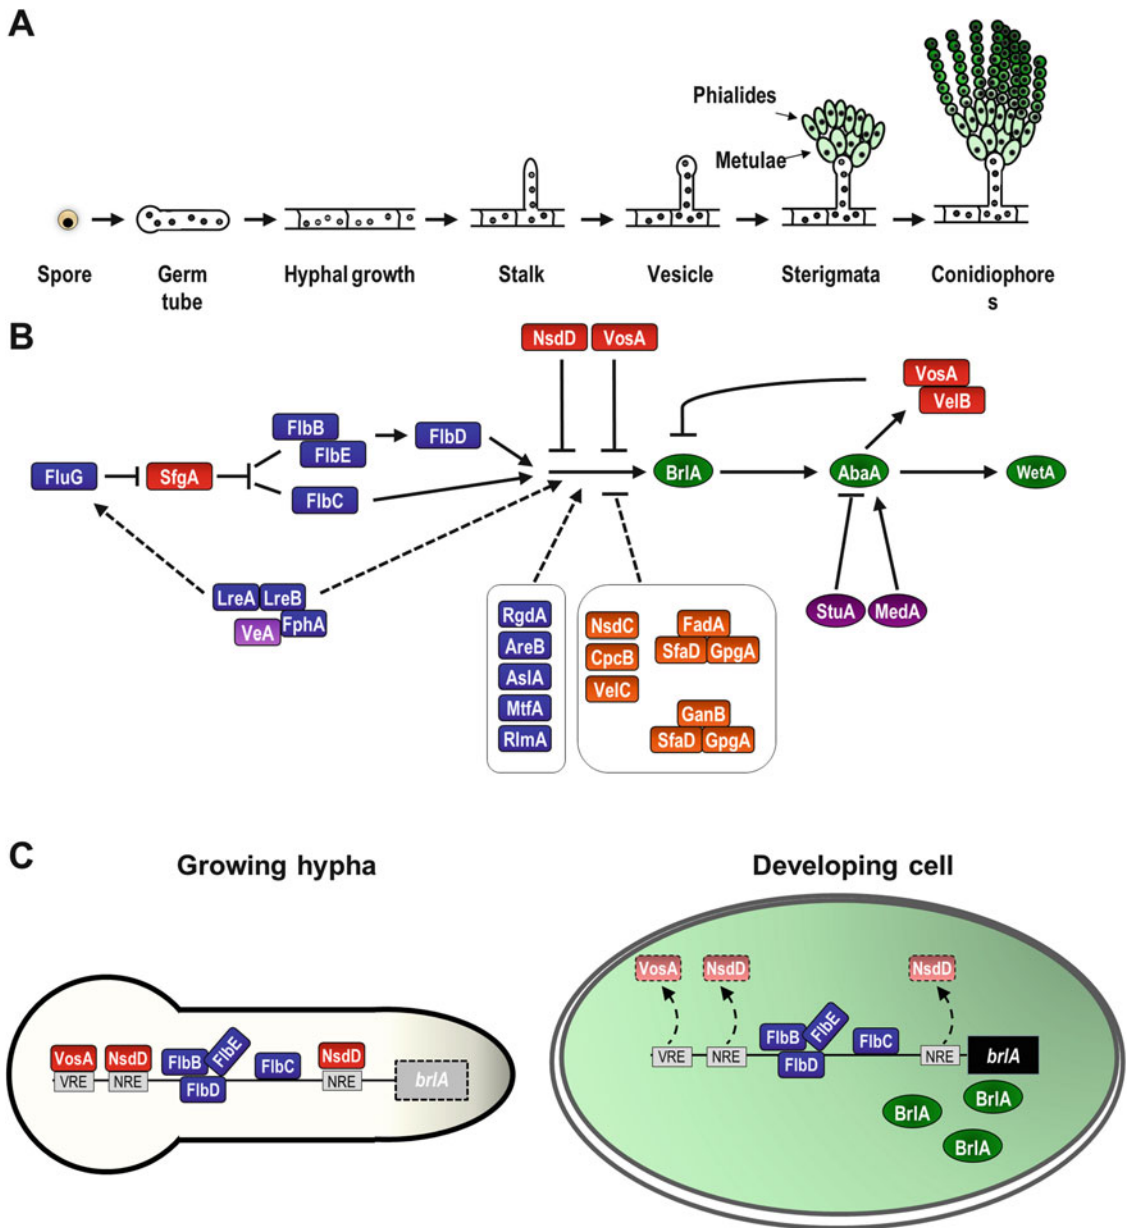 A
Phialides
Metulae
Spore
Germ
tube
Hyphal growth
Stalk
Vesicle
Sterigmata
Conidiophore
s
B
NsdD
VosA
VosA
VelB
FlbB
FlbE
FlbD
FluG
SfgA
FlbC
BrlA
AbaA
WetA
LreA
LreB
VeA
FphA
StuA
MedA
RgdA
AreB
AslA
MtfA
RlmA
NsdC
CpcB
VelC
FadA
SfaD
GpgA
GanB
SfaD
GpgA
C
Growing hypha
VosA
VRE
NsdD
NRE
FlbB
FlbE
FlbD
FlbC
NsdD
NRE
brlA
Developing cell
VosA
NsdD
NsdD
VRE
NRE
FlbB
FlbE
FlbD
FlbC
NRE
brlA
BrlA
BrlA
BrlA